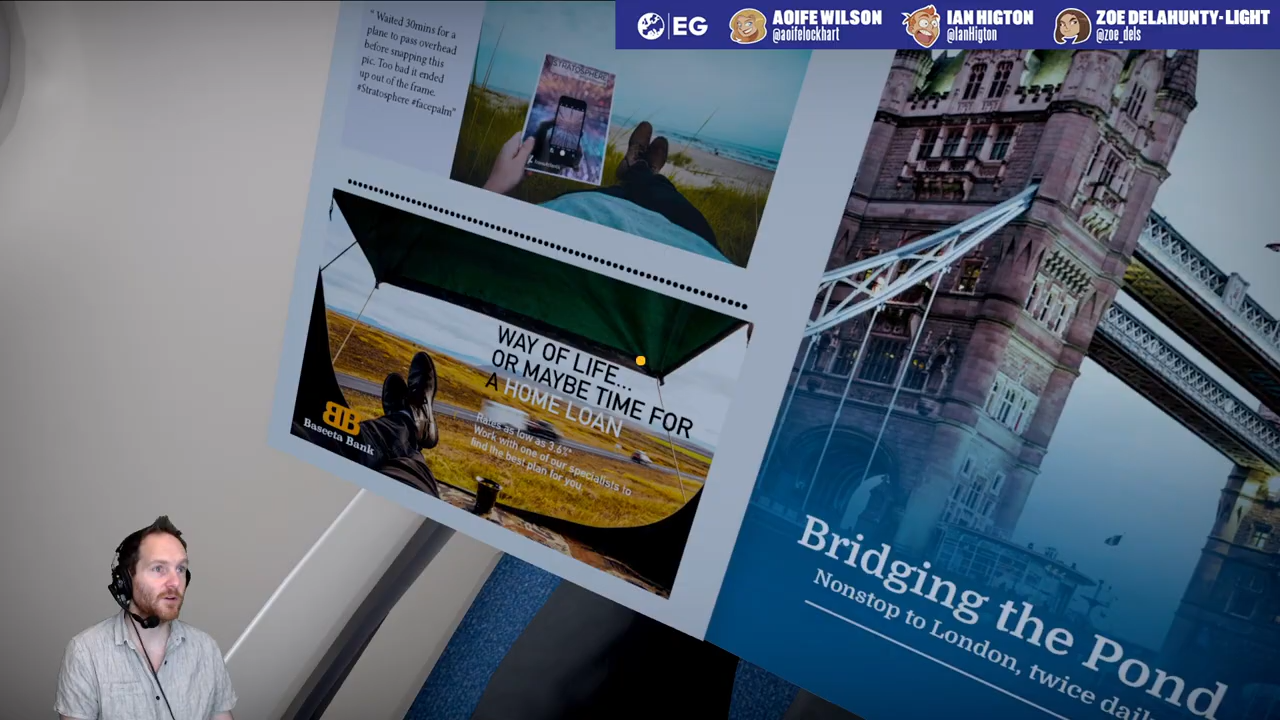 EG
AOIFE WILSON
@aoifelockhart
IAN HIGTON
@IanHigton
ZOE DELAHUNTY-LIGHT
@zoe_dels
" Waited 30mins for a
plane to pass overhead
before snapping this
pic. Too bad it ended
up out of the frame.
#Stratosphere #facepalm"
STRATOSPHERE
WAY OF LIFE...
OR MAYBE TIME FOR
A HOME LOAN
Rates as low as 3.6%*
Work with one of our specialists to
find the best plan for you.
BB
Baseeta Bank
Bridging the Pond
Nonstop to London, twice daily